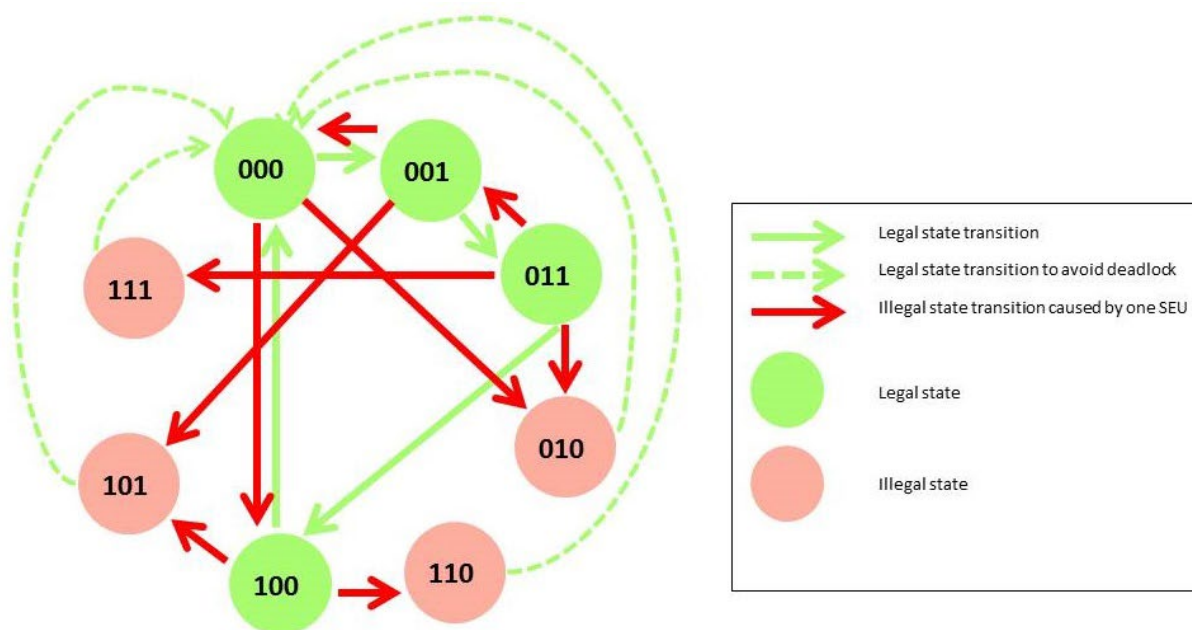 000
001
011
111
010
101
100
110
Legal state transition
Legal state transition to avoid deadlock
Illegal state transition caused by one SEU
Legal state
Illegal state